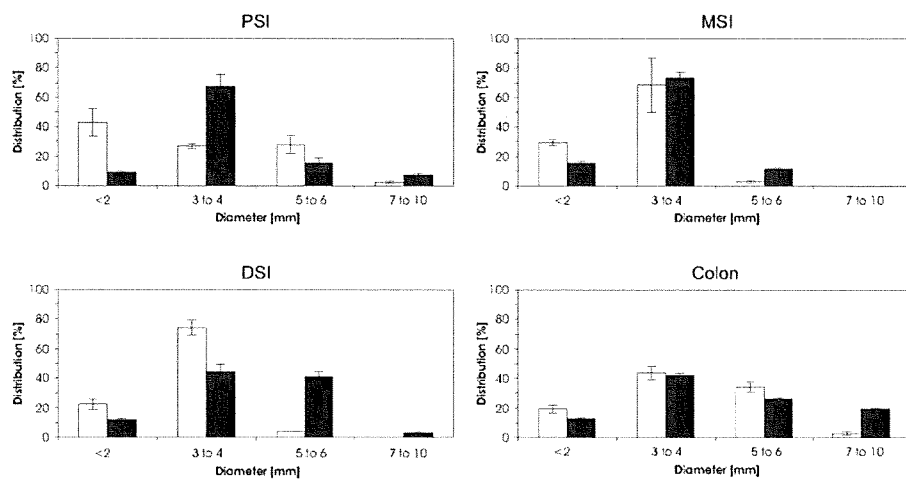 PSI
Distribution [%]
100
80
60
40
20
0
<2
3 to 4
5 to 6
7 to 10
Diameter [mm]
MSI
Distribution [%]
100
80
60
40
20
0
<2
3 to 4
5 to 6
7 to 10
Diameter [mm]
DSI
Distribution [%]
100
80
60
40
20
0
<2
3 to 4
5 to 6
7 to 10
Diameter [mm]
Colon
Distribution [%]
100
80
60
40
20
0
<2
3 to 4
5 to 6
7 to 10
Diameter [mm]